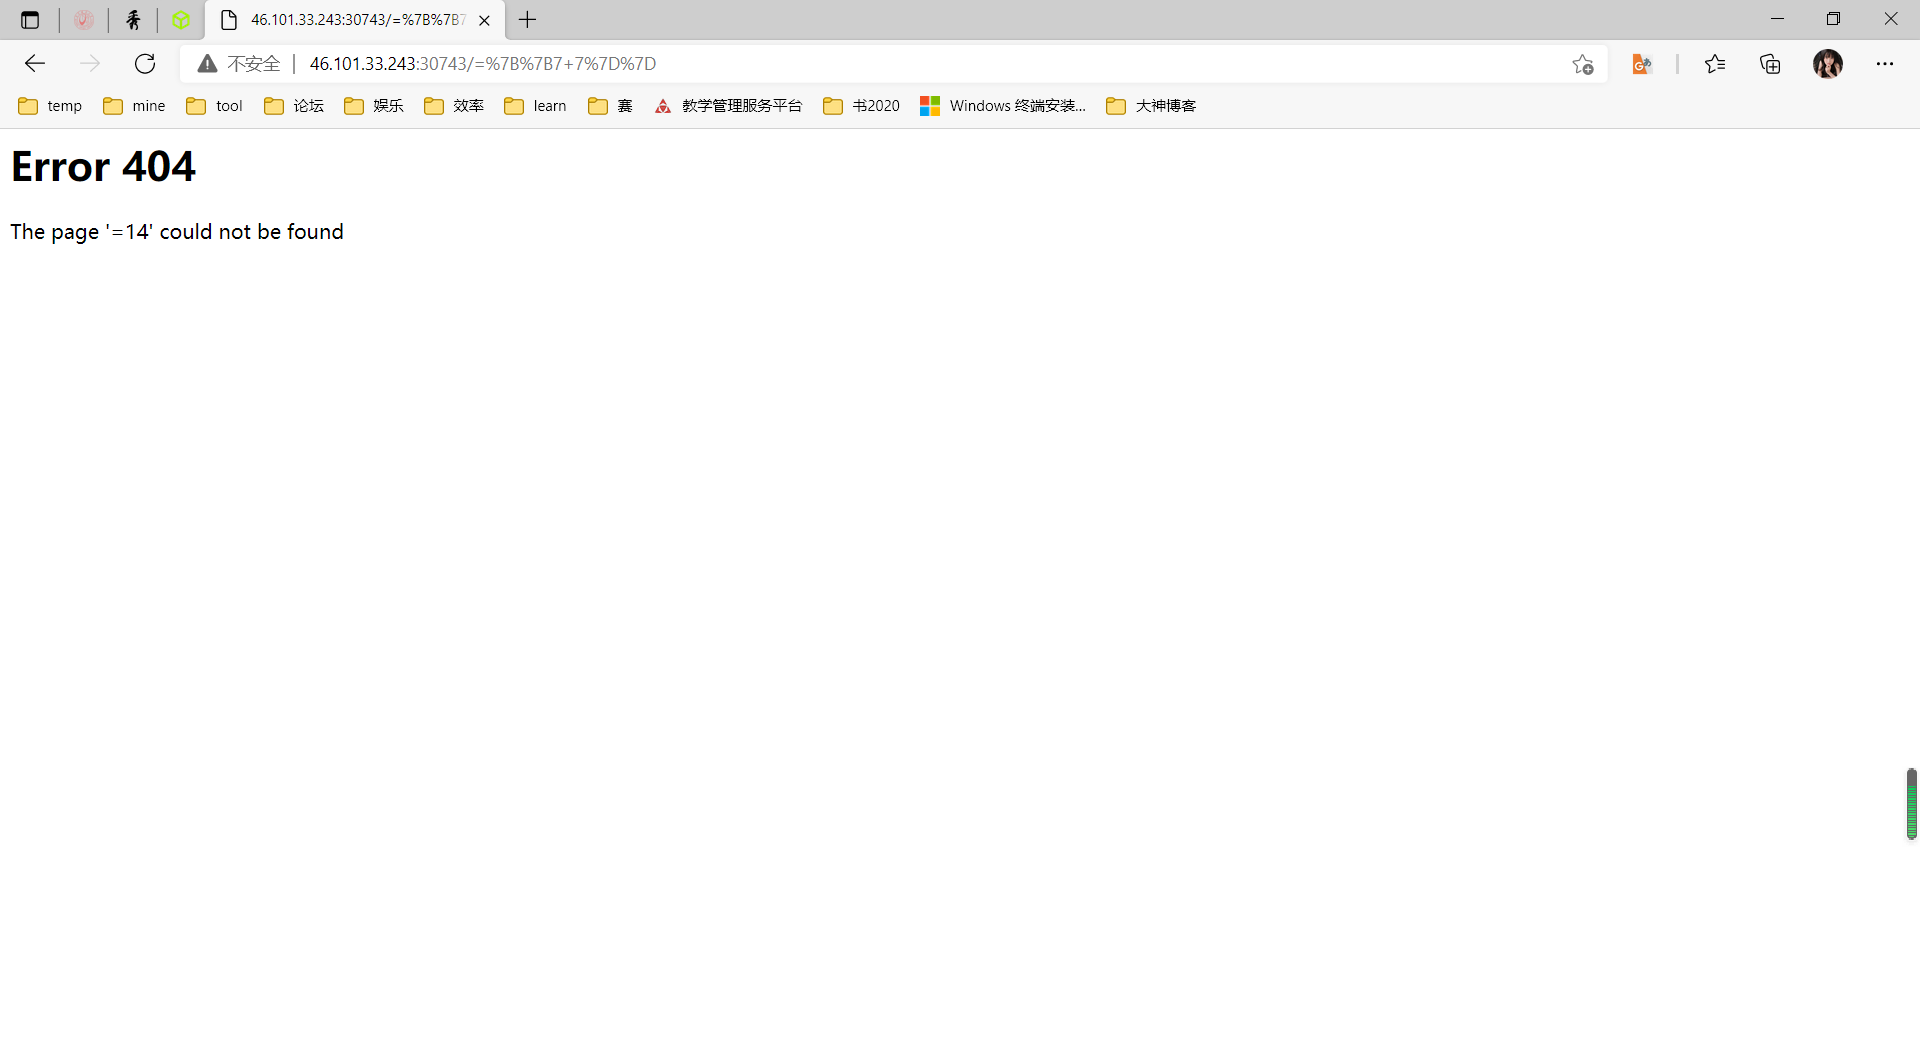 46.101.33.243:30743/=%7B%7B7
不安全 46.101.33.243:30743/=%7B%7B7+7%7D%7D
temp mine tool 论坛 娱乐 效率 learn 赛 教学管理服务平台 书2020 Windows 终端安装... 大神博客
Error 404
The page '=14' could not be found